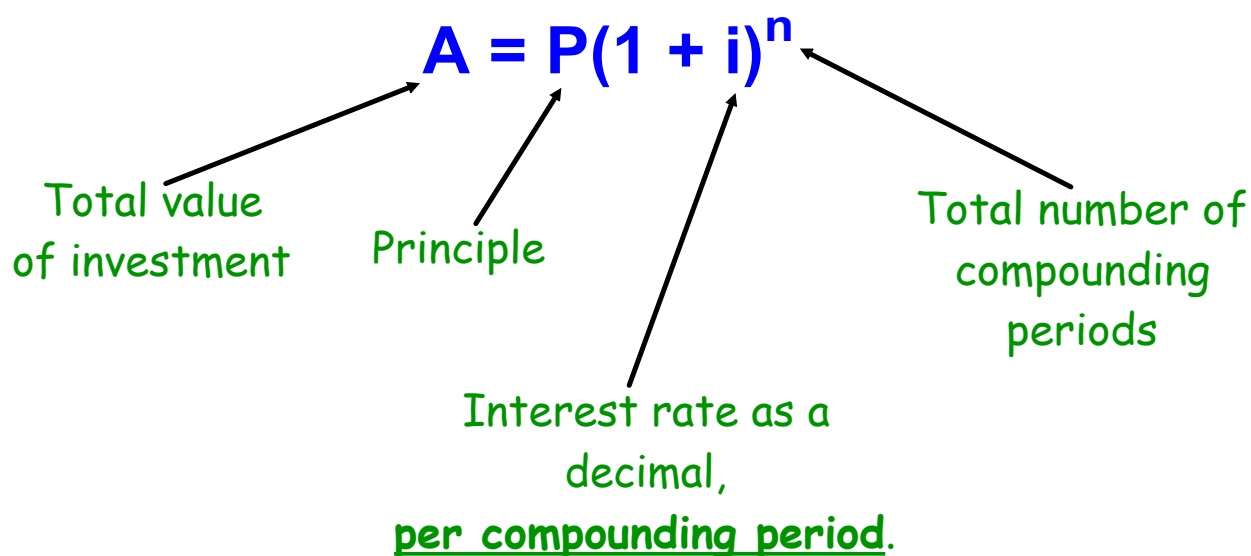 A = P(1 + i)ⁿ
Total value
of investment
Principle
Total number of
compounding
periods
Interest rate as a
decimal,
per compounding period.